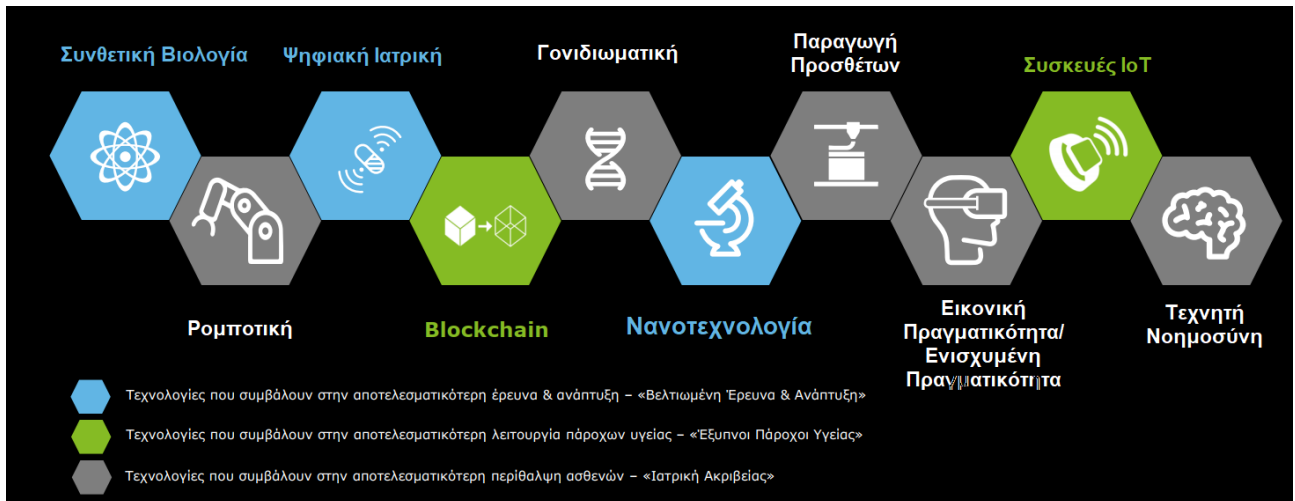 Συνθετική Βιολογία
Ψηφιακή Ιατρική
Γονιδιωματική
Παραγωγή
Προσθέτων
Συσκευές IoT
Ρομποτική
Blockchain
Νανοτεχνολογία
Εικονική
Πραγματικότητα/
Ενισχυμένη
Πραγματικότητα
Τεχνητή
Νοημοσύνη
Τεχνολογίες που συμβάλουν στην αποτελεσματικότερη έρευνα & ανάπτυξη – «Βελτιωμένη Έρευνα & Ανάπτυξη»
Τεχνολογίες που συμβάλουν στην αποτελεσματικότερη λειτουργία πάροχων υγείας – «Έξυπνοι Πάροχοι Υγείας»
Τεχνολογίες που συμβάλουν στην αποτελεσματικότερη περίθαλψη ασθενών – «Ιατρική Ακριβείας»